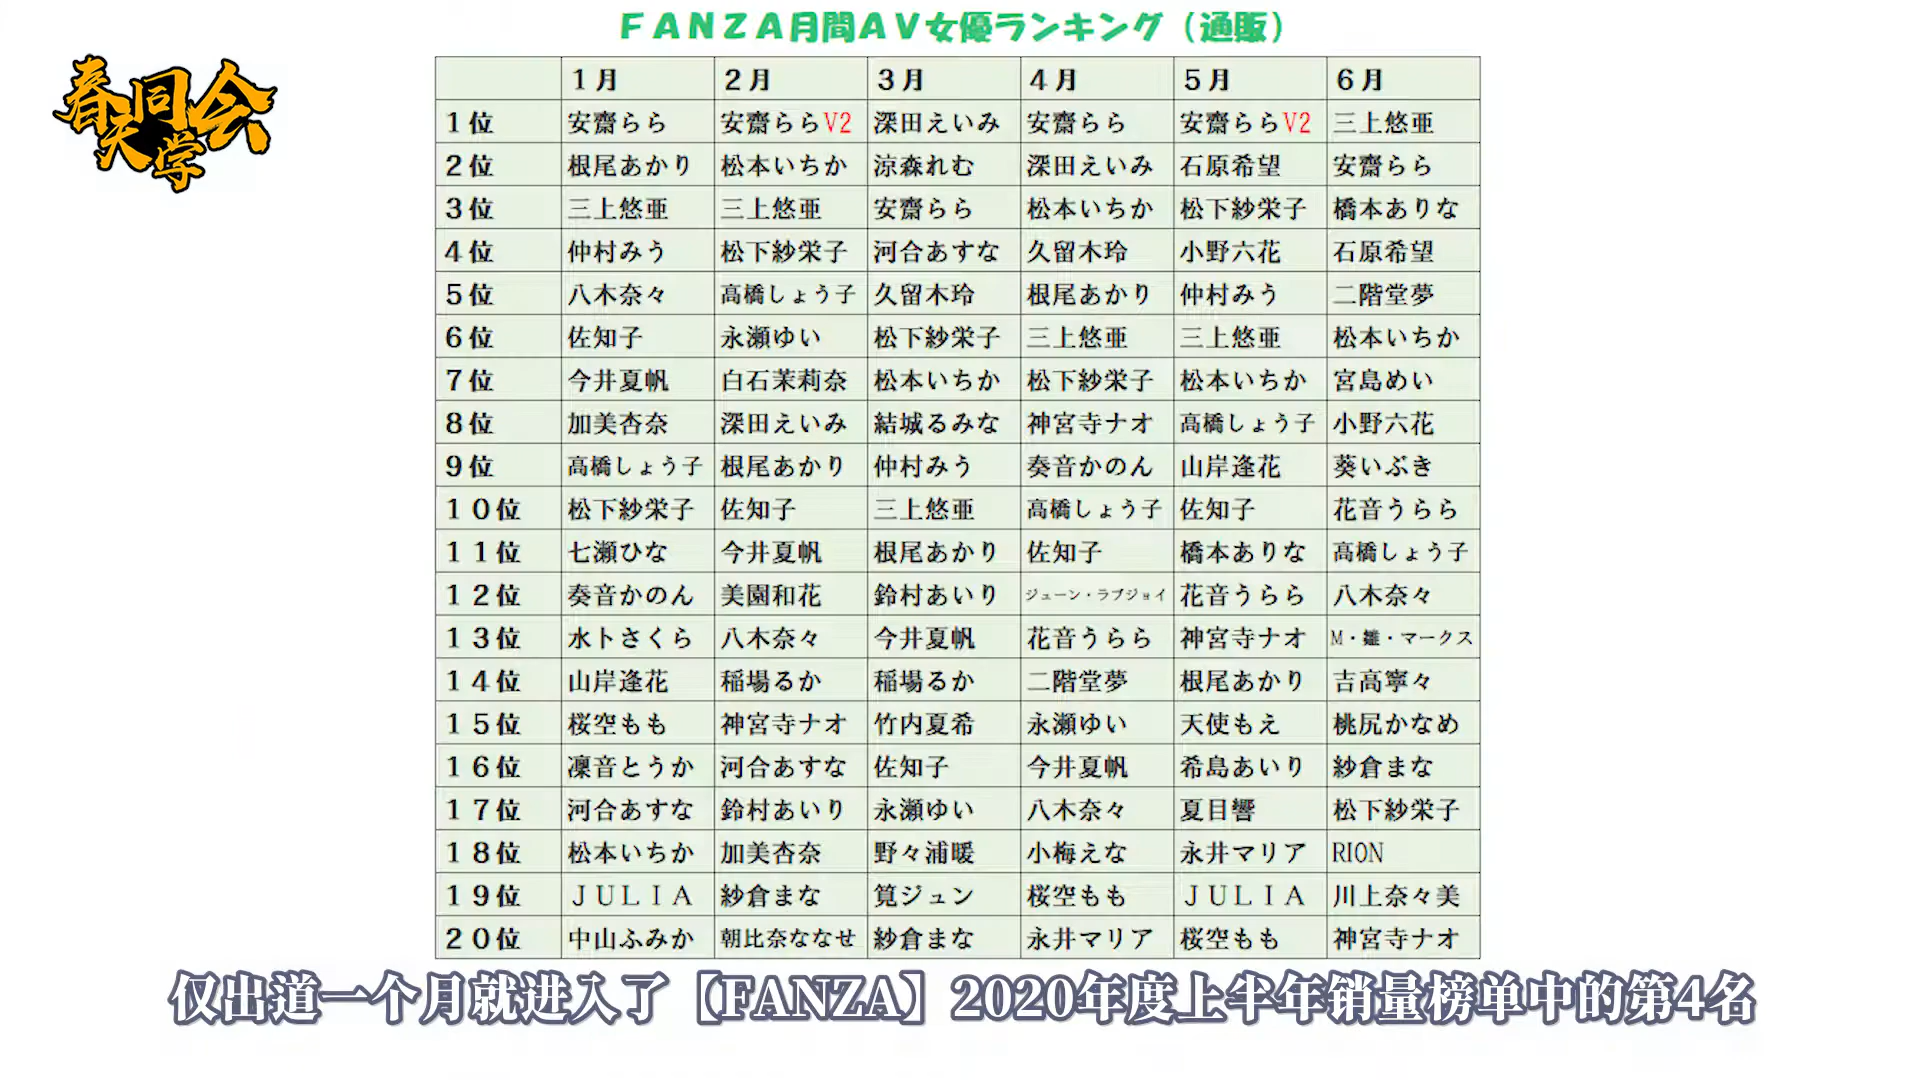 FANZA月間AV女優ランキング（通販）
春天同学会
1月 2月 3月 4月 5月 6月
1位 安齋らら 安齋ららV2 深田えいみ 安齋らら 安齋ららV2 三上悠亜
2位 根尾あかり 松本いちか 涼森れむ 深田えいみ 石原希望 安齋らら
3位 三上悠亜 三上悠亜 安齋らら 松本いちか 松下紗栄子 橋本ありな
4位 仲村みう 松下紗栄子 河合あすな 久留木玲 小野六花 石原希望
5位 八木奈々 高橋しょう子 久留木玲 根尾あかり 仲村みう 二階堂夢
6位 佐知子 永瀬ゆい 松下紗栄子 三上悠亜 三上悠亜 松本いちか
7位 今井夏帆 白石茉莉奈 松本いちか 松下紗栄子 松本いちか 宮島めい
8位 加美杏奈 深田えいみ 結城るみな 神宮寺ナオ 高橋しょう子 小野六花
9位 高橋しょう子 根尾あかり 仲村みう 奏音かのん 山岸逢花 葵いぶき
10位 松下紗栄子 佐知子 三上悠亜 高橋しょう子 佐知子 花音うらら
11位 七瀬ひな 今井夏帆 根尾あかり 佐知子 橋本ありな 高橋しょう子
12位 奏音かのん 美園和花 鈴村あいり ジューン・ラブジョイ 花音うらら 八木奈々
13位 水卜さくら 八木奈々 今井夏帆 花音うらら 神宮寺ナオ M・雛・マークス
14位 山岸逢花 稲場るか 稲場るか 二階堂夢 根尾あかり 吉高寧々
15位 桜空もも 神宮寺ナオ 竹内夏希 永瀬ゆい 天使もえ 桃尻かなめ
16位 凜音とうか 河合あすな 佐知子 今井夏帆 希島あいり 紗倉まな
17位 河合あすな 鈴村あいり 永瀬ゆい 八木奈々 夏目響 松下紗栄子
18位 松本いちか 加美杏奈 野々浦暖 小梅えな 永井マリア RION
19位 JULIA 紗倉まな 筧ジュン 桜空もも JULIA 川上奈々美
20位 中山ふみか 朝比奈ななせ 紗倉まな 永井マリア 桜空もも 神宮寺ナオ
仅出道一个月就进入了【FANZA】2020年度上半年销量榜单中的第4名